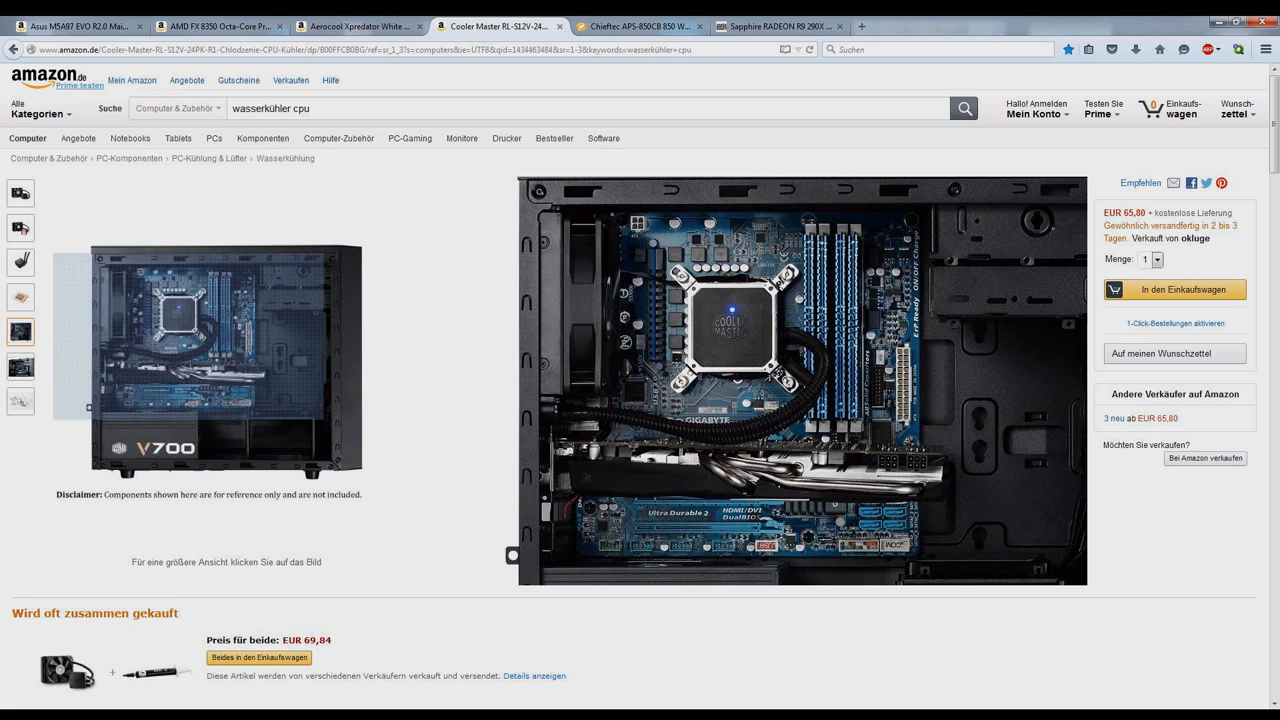 Asus M5A97 EVO R2.0 Mai...
AMD FX 8350 Octa-Core Pr...
Aerocool Xpredator White ...
Cooler Master RL-S12V-24...
Chieftec APS-850CB 850 W...
Sapphire RADEON R9 290X ...
www.amazon.de/Cooler-Master-RL-S12V-24PK-R1-Chlodzenie-CPU-Kühler/dp/B00FFCB0BG/ref=sr_1_3?s=computers&ie=UTF8&qid=1434463484&sr=1-3&keywords=wasserkühler+cpu
Suchen
ABP
amazon.de
Prime testen
Mein Amazon Angebote Gutscheine Verkaufen Hilfe
Alle
Kategorien
Suche
Computer & Zubehör
wasserkühler cpu
Hallo! Anmelden
Mein Konto
Testen Sie
Prime
0
Einkaufs-
wagen
Wunsch-
zettel
Computer Angebote Notebooks Tablets PCs Komponenten Computer-Zubehör PC-Gaming Monitore Drucker Bestseller Software
Computer & Zubehör › PC-Komponenten › PC-Kühlung & Lüfter › Wasserkühlung
Empfehlen
EUR 65,80 + kostenlose Lieferung
Gewöhnlich versandfertig in 2 bis 3
Tagen. Verkauf von okluge
Menge: 1
In den Einkaufswagen
1-Click-Bestellungen aktivieren
Auf meinen Wunschzettel
Andere Verkäufer auf Amazon
3 neu ab EUR 65,80
Möchten Sie verkaufen?
Bei Amazon verkaufen
V700
Disclaimer: Components shown here are for reference only and are not included.
Für eine größere Ansicht klicken Sie auf das Bild
ErP Ready ON/OFF Charge
COOLER
MASTER
GIGABYTE
Ultra Durable 2
HDMI/DVI
DualBIOS
Wird oft zusammen gekauft
+
Preis für beide: EUR 69,84
Beides in den Einkaufswagen
Diese Artikel werden von verschiedenen Verkäufern verkauft und versendet. Details anzeigen